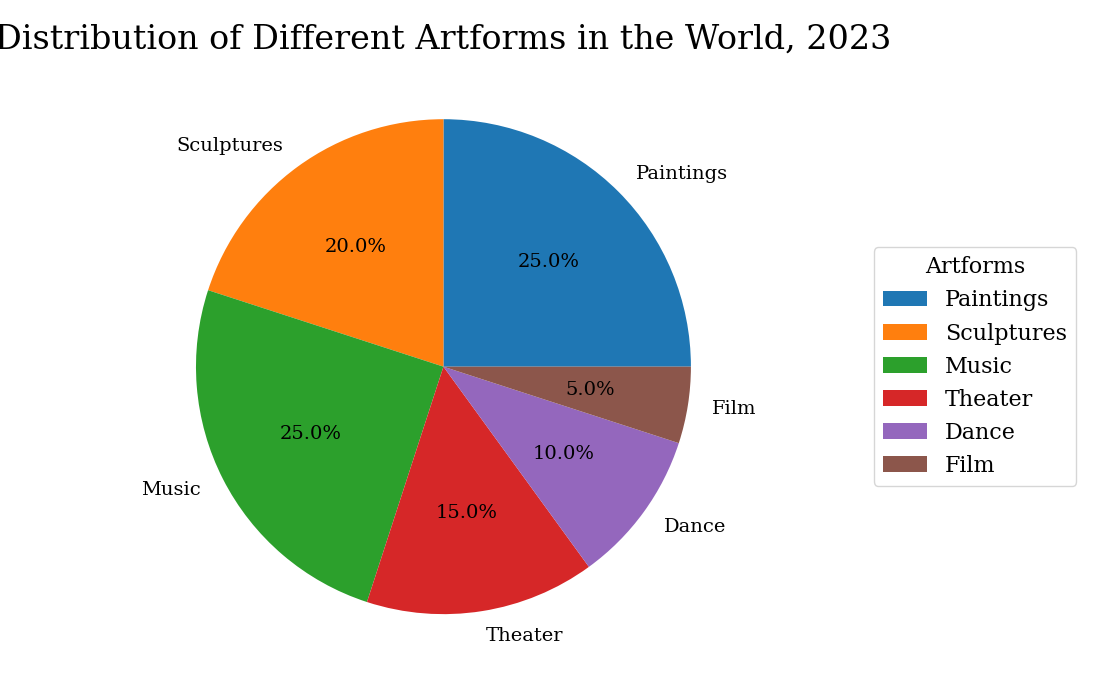 Distribution of Different Artforms in the World, 2023
Sculptures
Paintings
20.0%
25.0%
Artforms
Paintings
Sculptures
Music
Theater
Dance
Film
5.0%
Film
25.0%
10.0%
Music
15.0%
Dance
Theater